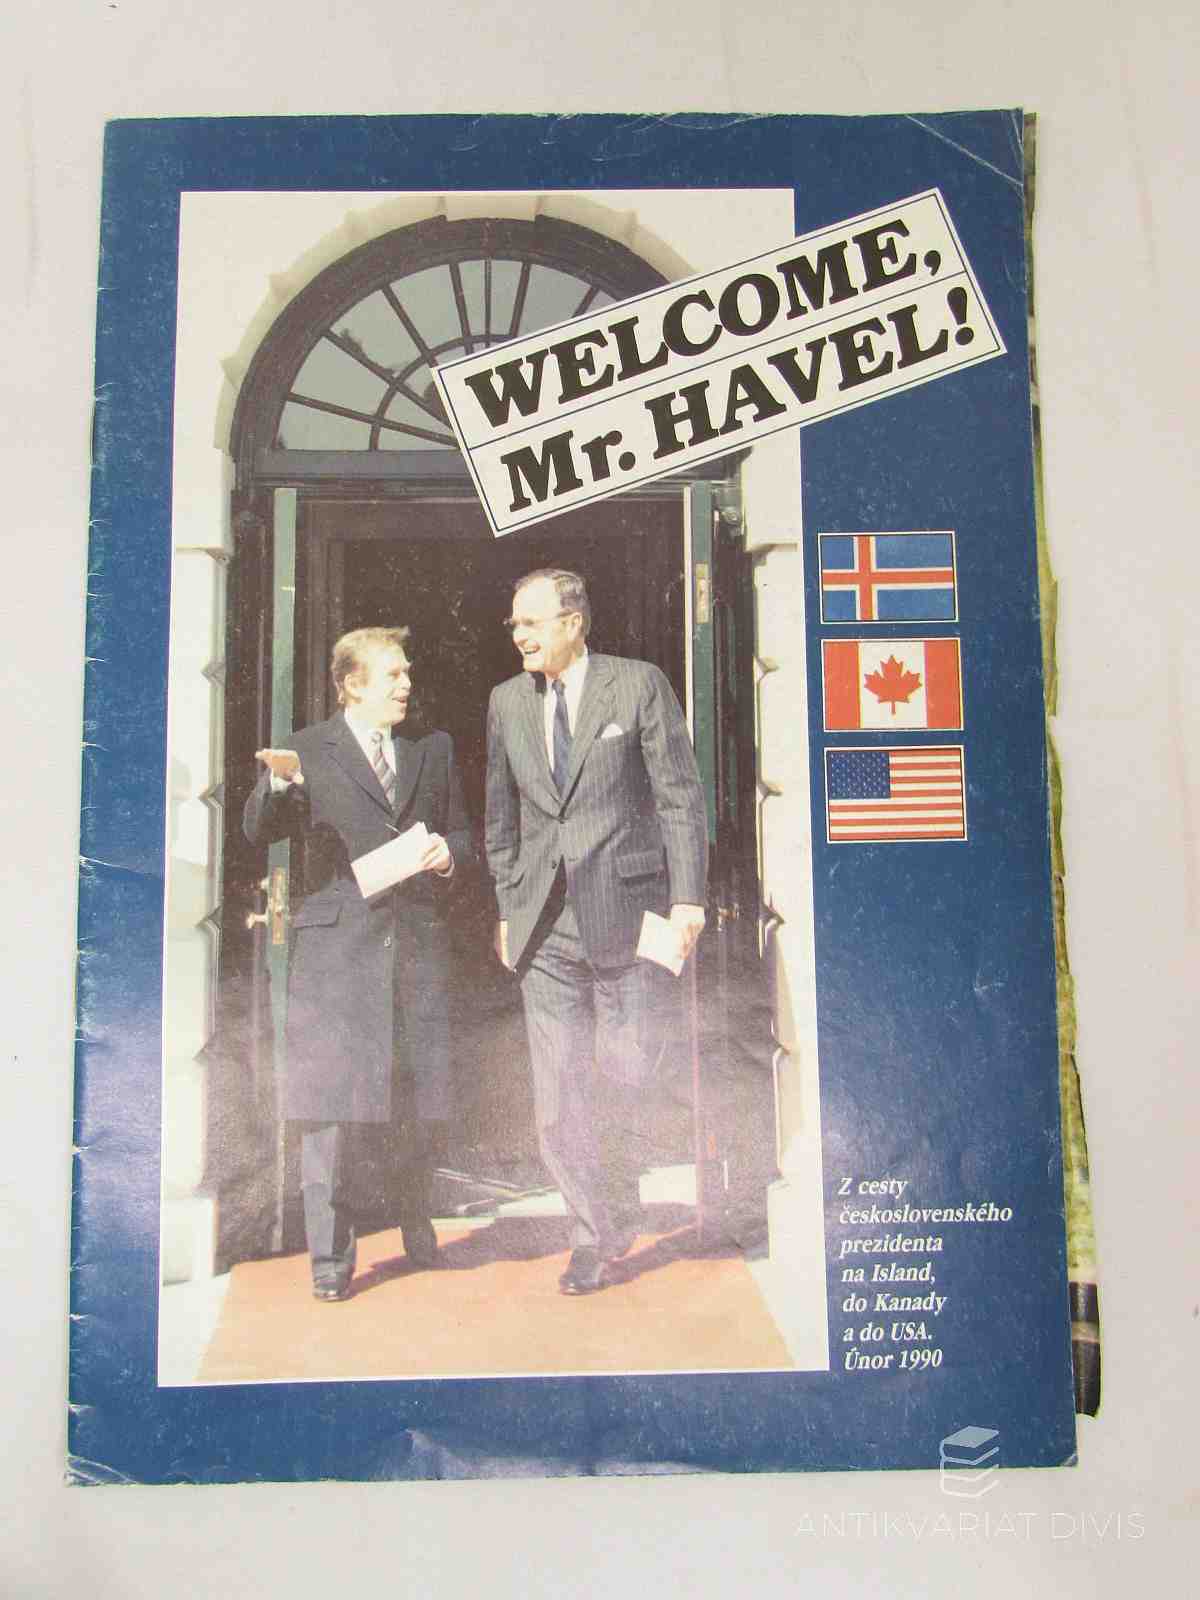 WELCOME,
Mr. HAVEL!
Z cesty
československého
prezidenta
na Island,
do Kanady
a do USA.
Únor 1990
ANTIKVARIAT DIVIS